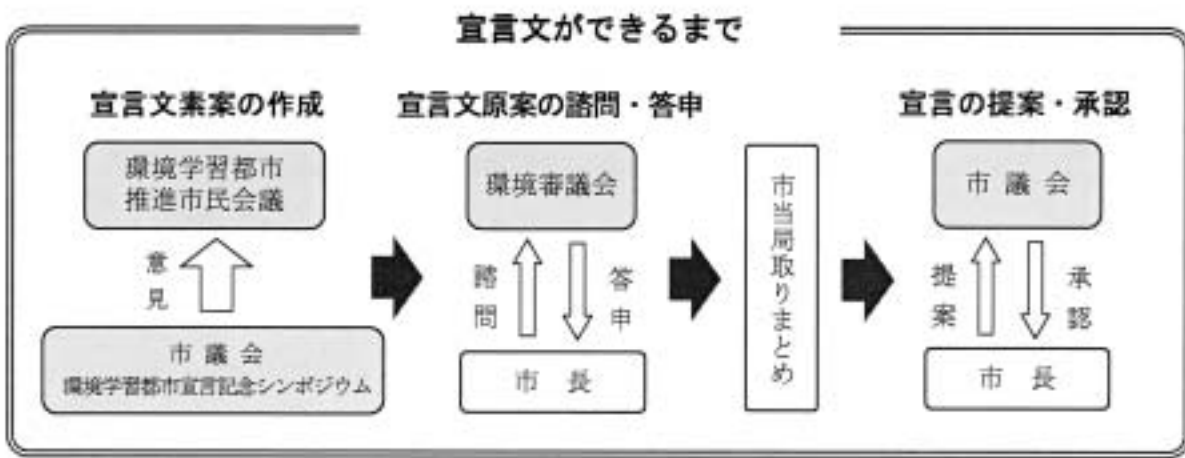 宣言文ができるまで
宣言文素案の作成
環境学習都市
推進市民会議
意見
市議会
環境学習都市宣言記念シンポジウム
宣言文原案の諮問・答申
環境審議会
諮問
答申
市長
市当局取りまとめ
宣言の提案・承認
市議会
提案
承認
市長